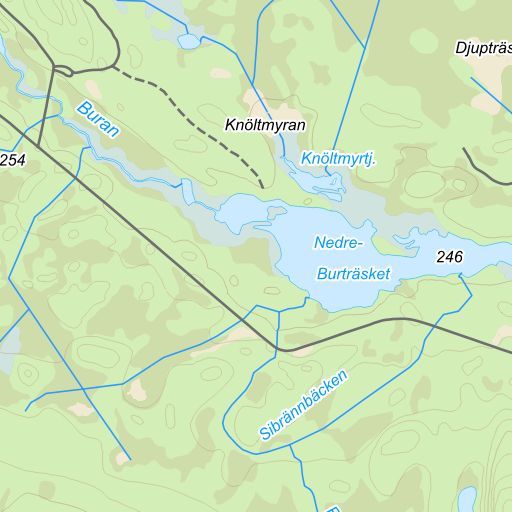 Djupträs
Buran
Knöltmyran
254
Knöltmyrtj.
Nedre-
Burträsket
246
Sibrännbäcken